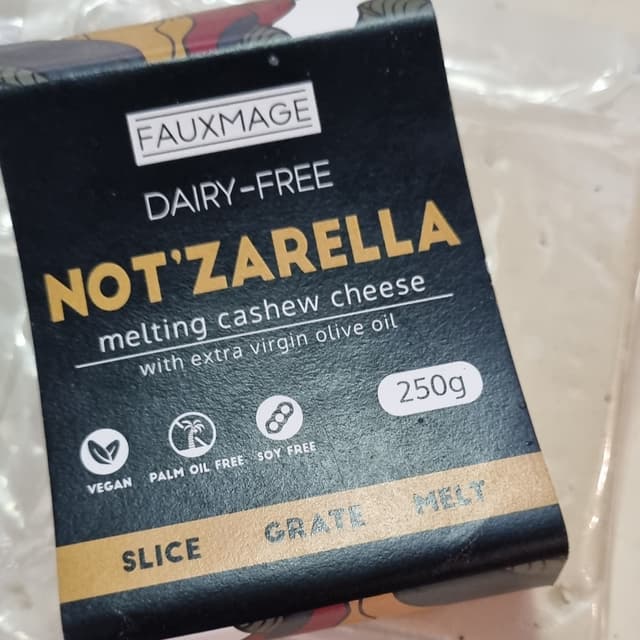 FAUXMAGE
DAIRY-FREE
NOT'ZARELLA
melting cashew cheese
with extra virgin olive oil
250g
VEGAN
PALM OIL FREE
SOY FREE
SLICE GRATE MELT